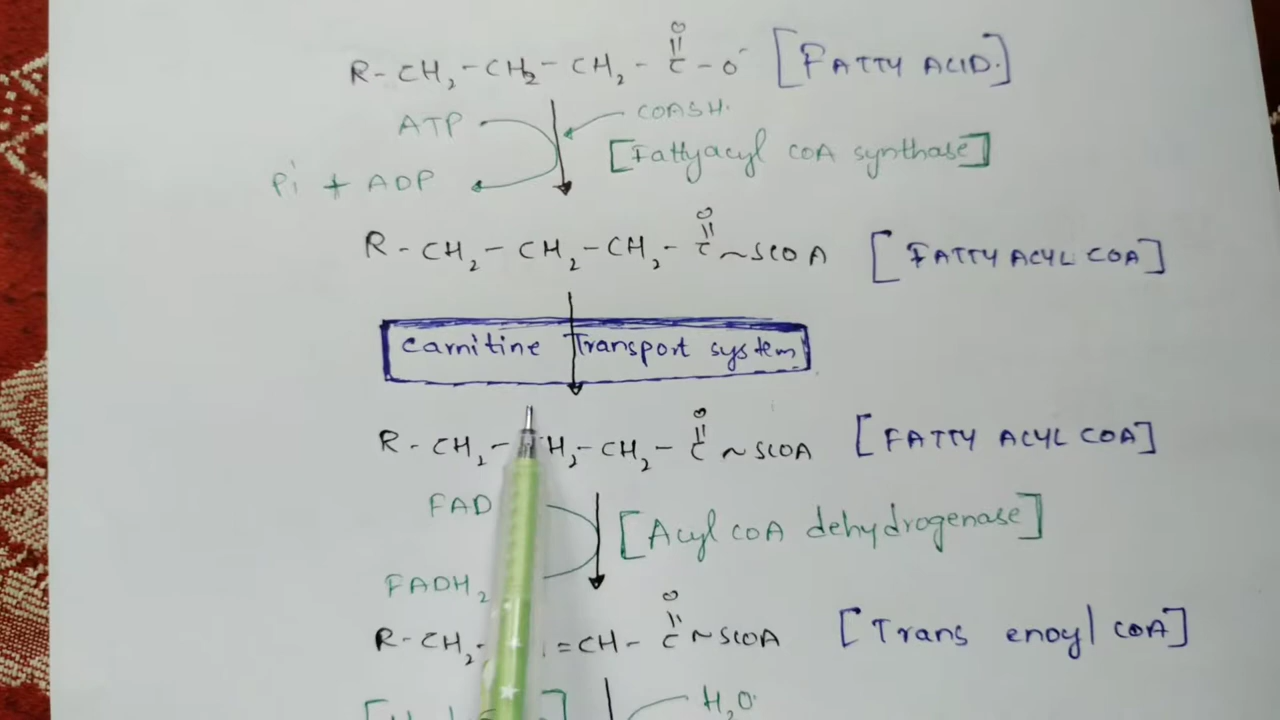 O
R-CH₂-CH₂-CH₂-C-O⁻ [FATTY ACID.]
ATP COASH.
[Fattyacyl COA synthase]
Pi + ADP
O
R-CH₂-CH₂-CH₂-C~SCOA [FATTY ACYL COA]
Carnitine Transport system
O
R-CH₂-H₂-CH₂-C~SCOA [FATTY ACYL COA]
FAD
[Acyl COA dehydrogenase]
FADH₂
O
R-CH₂- =CH-C~SCOA [Trans enoyl COA]
H₂O